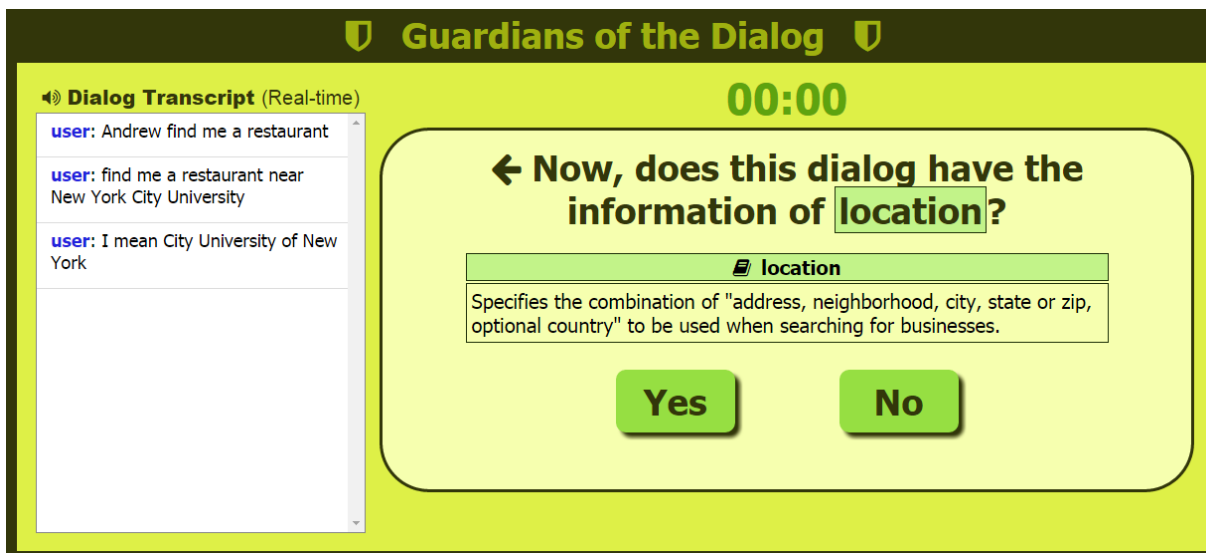 Guardians of the Dialog
Dialog Transcript (Real-time)
user: Andrew find me a restaurant
user: find me a restaurant near
New York City University
user: I mean City University of New
York
00:00
Now, does this dialog have the
information of location?
location
Specifies the combination of "address, neighborhood, city, state or zip,
optional country" to be used when searching for businesses.
Yes
No